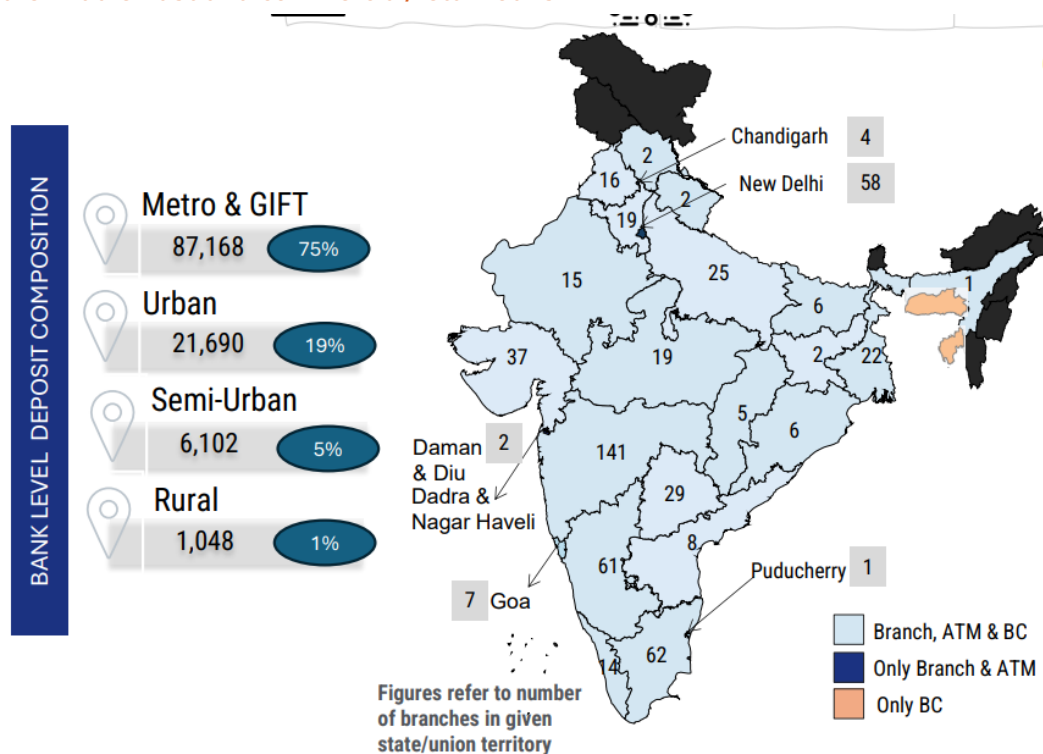 BANK LEVEL DEPOSIT COMPOSITION
Metro & GIFT
87,168
75%
Urban
21,690
19%
Semi-Urban
6,102
5%
Rural
1,048
1%
Chandigarh 4
New Delhi 58
2
16
2
19
15
25
6
1
37
19
2
22
5
6
Daman
& Diu
Dadra &
Nagar Haveli
2
141
29
8
61
7 Goa
Puducherry 1
14
62
Figures refer to number
of branches in given
state/union territory
Branch, ATM & BC
Only Branch & ATM
Only BC